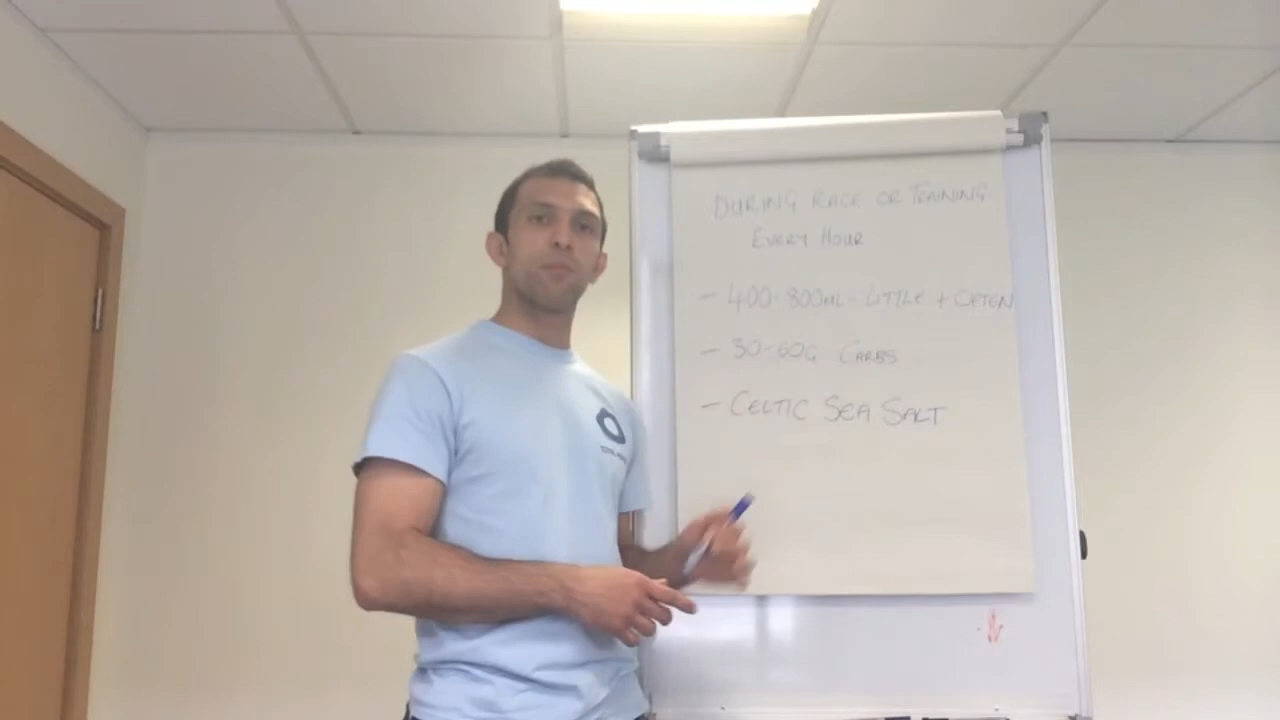 DURING RACE OR TRAINING
EVERY HOUR
- 400-800ML - LITTLE + OFTEN
- 30-60G CARBS
- CELTIC SEA SALT